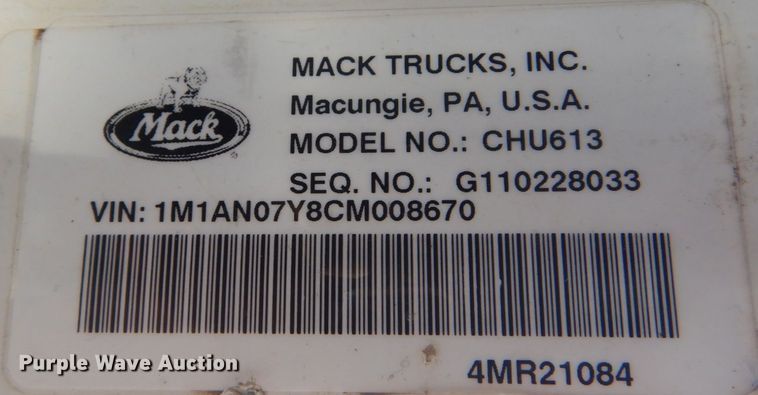 Mack
®
MACK TRUCKS, INC.
Macungie, PA, U.S.A.
MODEL NO.: CHU613
SEQ. NO.: G110228033
VIN: 1M1AN07Y8CM008670
4MR21084
Purple Wave Auction